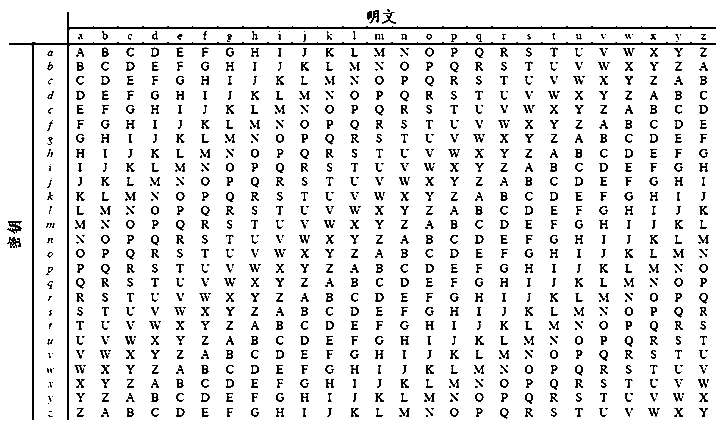 明文
a b c d e f g h i j k l m n o p q r s t u v w x y z
a A B C D E F G H I J K L M N O P Q R S T U V W X Y Z
b B C D E F G H I J K L M N O P Q R S T U V W X Y Z A
c C D E F G H I J K L M N O P Q R S T U V W X Y Z A B
d D E F G H I J K L M N O P Q R S T U V W X Y Z A B C
e E F G H I J K L M N O P Q R S T U V W X Y Z A B C D
f F G H I J K L M N O P Q R S T U V W X Y Z A B C D E
g G H I J K L M N O P Q R S T U V W X Y Z A B C D E F
h H I J K L M N O P Q R S T U V W X Y Z A B C D E F G
i I J K L M N O P Q R S T U V W X Y Z A B C D E F G H
j J K L M N O P Q R S T U V W X Y Z A B C D E F G H I
k K L M N O P Q R S T U V W X Y Z A B C D E F G H I J
l L M N O P Q R S T U V W X Y Z A B C D E F G H I J K
m M N O P Q R S T U V W X Y Z A B C D E F G H I J K L
密钥
n N O P Q R S T U V W X Y Z A B C D E F G H I J K L M
o O P Q R S T U V W X Y Z A B C D E F G H I J K L M N
p P Q R S T U V W X Y Z A B C D E F G H I J K L M N O
q Q R S T U V W X Y Z A B C D E F G H I J K L M N O P
r R S T U V W X Y Z A B C D E F G H I J K L M N O P Q
s S T U V W X Y Z A B C D E F G H I J K L M N O P Q R
t T U V W X Y Z A B C D E F G H I J K L M N O P Q R S
u U V W X Y Z A B C D E F G H I J K L M N O P Q R S T
v V W X Y Z A B C D E F G H I J K L M N O P Q R S T U
w W X Y Z A B C D E F G H I J K L M N O P Q R S T U V
x X Y Z A B C D E F G H I J K L M N O P Q R S T U V W
y Y Z A B C D E F G H I J K L M N O P Q R S T U V W X
z Z A B C D E F G H I J K L M N O P Q R S T U V W X Y